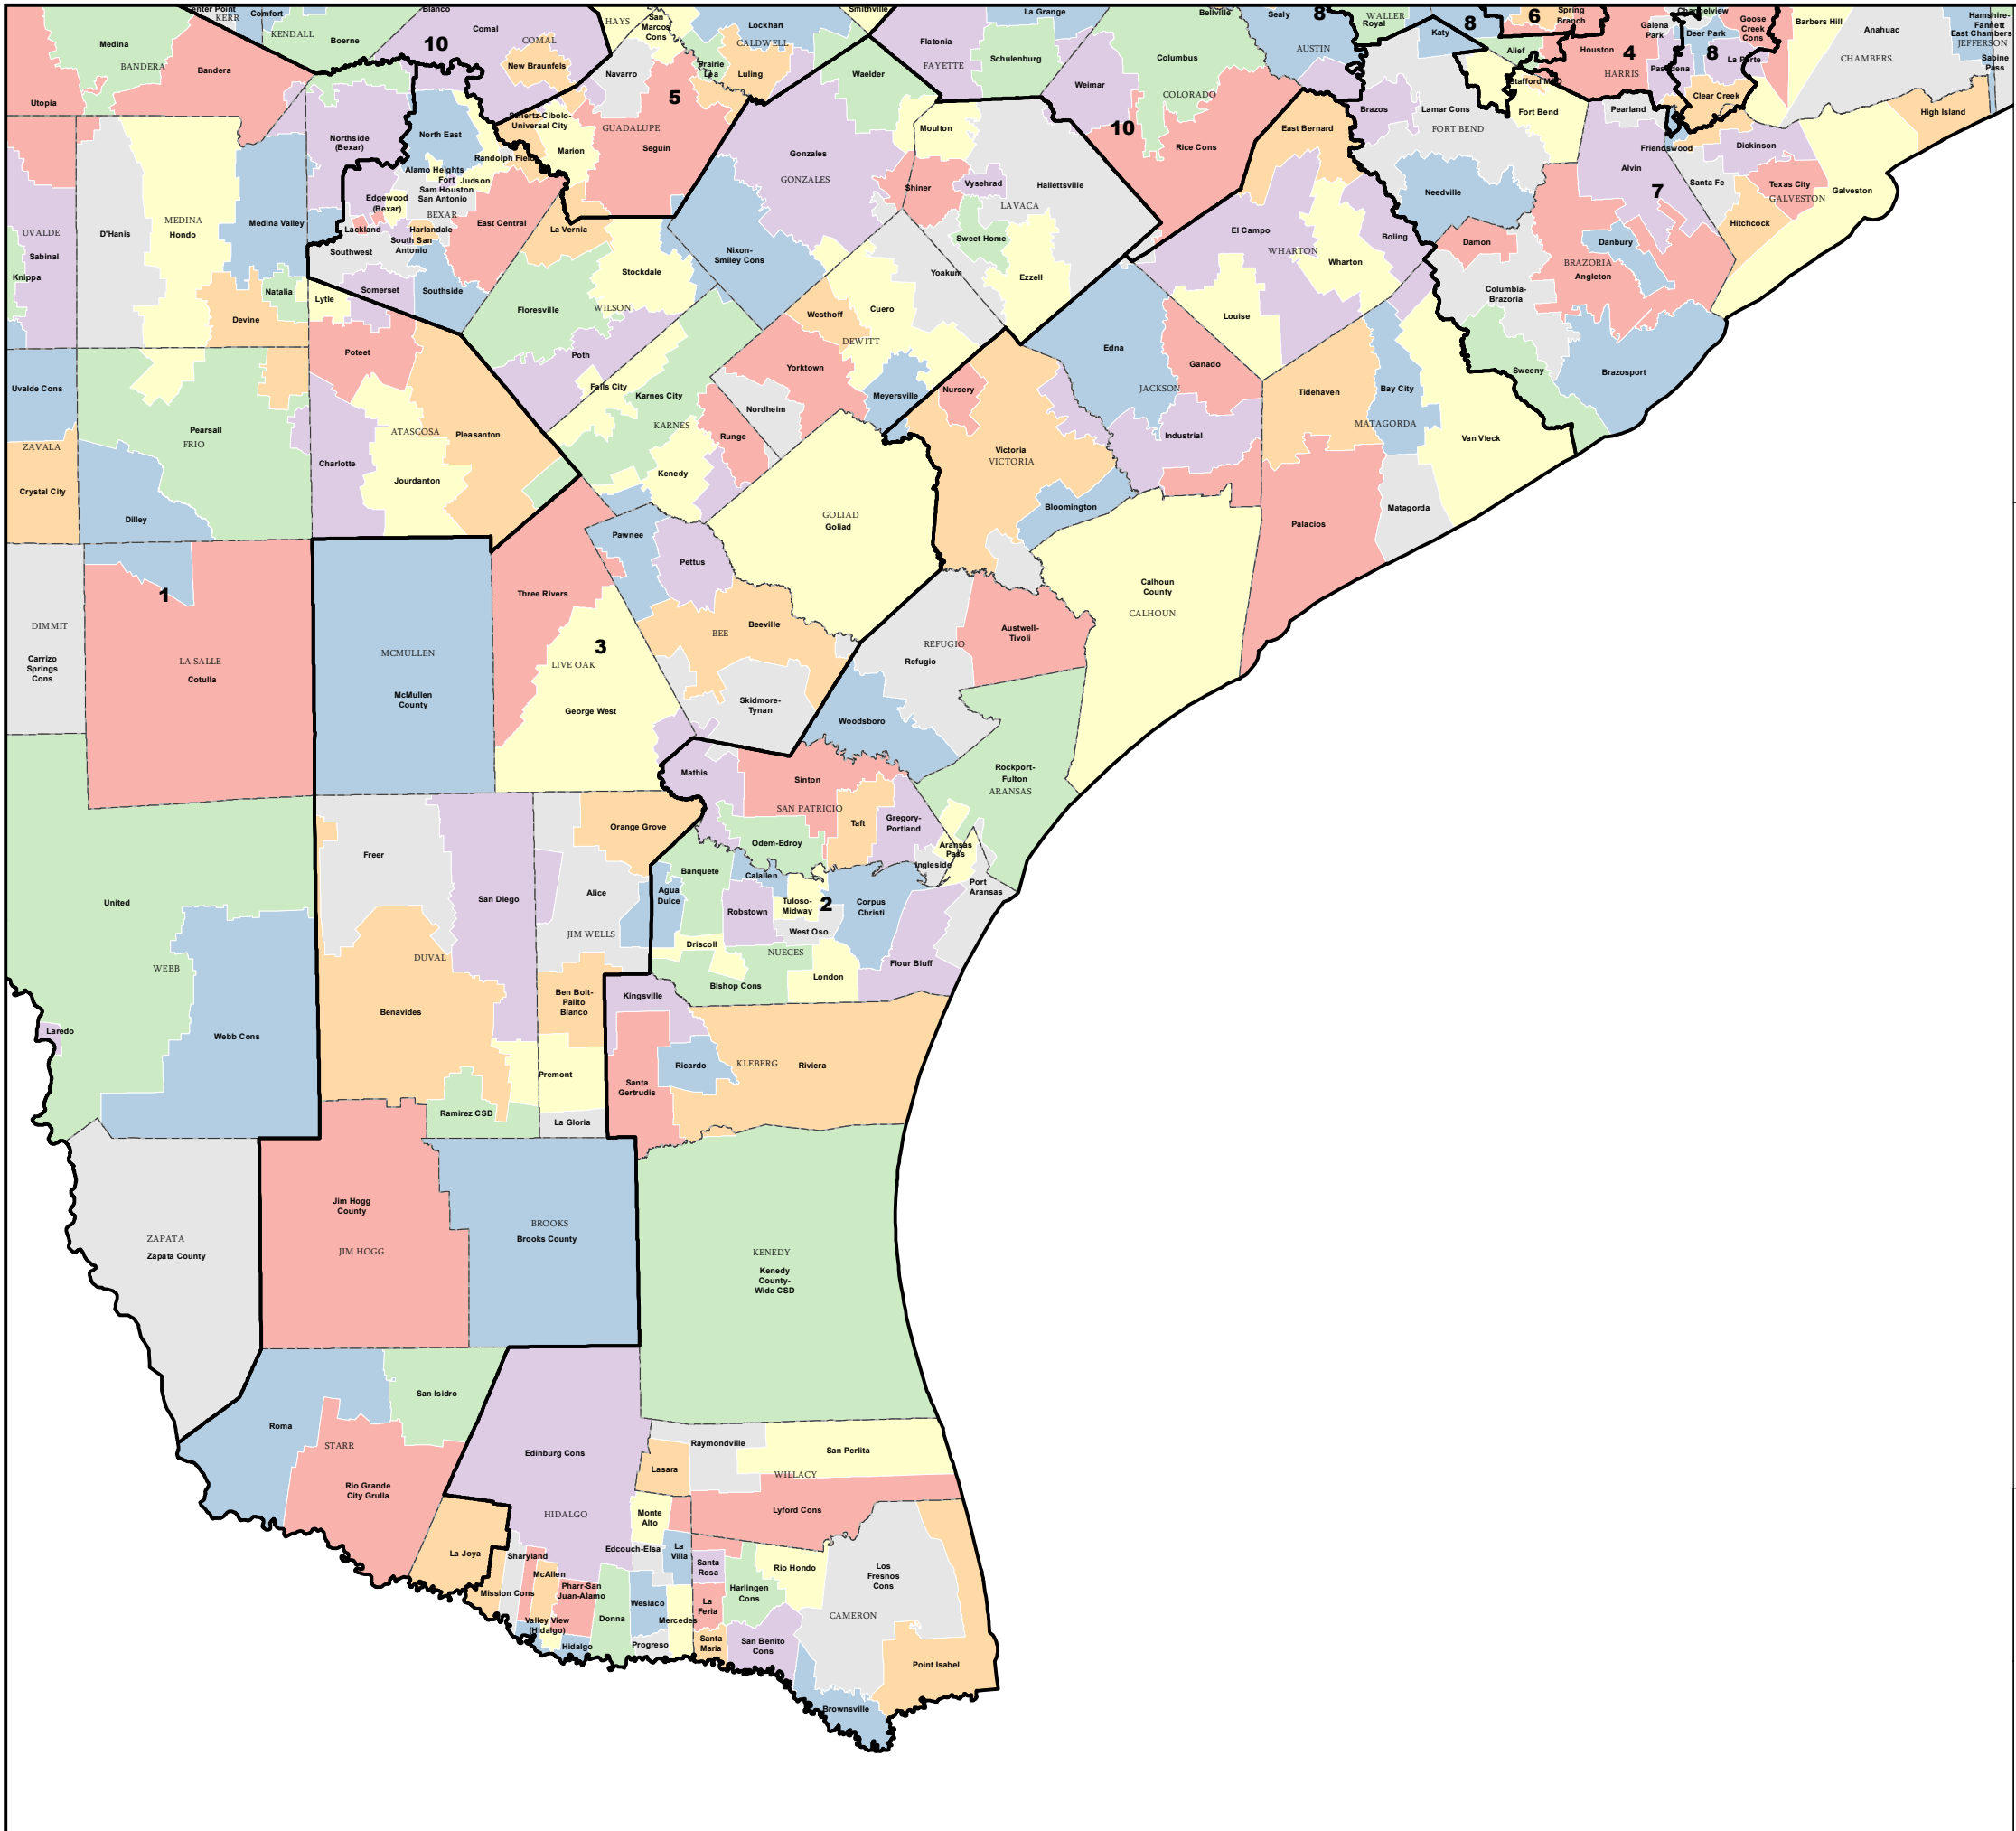 Center Point
KERR
Comfort
KENDALL
Boerne
Blanco
10
Comal
COMAL
New Braunfels
HAYS
San
Marcos
Cons
Lockhart
CALDWELL
Prairie
Lea
Luling
Smithville
Waelder
Flatonia
FAYETTE
La Grange
Schulenburg
Weimar
Bellville
Columbus
COLORADO
Sealy
8
AUSTIN
WALLER
Royal
Katy
8
6
Spring
Branch
Alief
Houston
4
HARRIS
Galena
Park
Channelview
Deer Park
8
Goose
Creek
Cons
La Porte
Pasadena
Barbers Hill
Anahuac
CHAMBERS
Hamshire-
Fannett
East Chambers
JEFFERSON
Sabine
Pass
High Island
Medina
BANDERA
Bandera
Utopia
Northside
(Bexar)
North East
Alamo Heights
Fort
Sam Houston
San Antonio
Judson
Randolph Field
Edgewood
(Bexar)
BEXAR
Lackland
Harlandale
South San
Antonio
Southwest
Somerset
Southside
East Central
Schertz-Cibolo-
Universal City
Marion
Navarro
5
GUADALUPE
Seguin
La Vernia
Gonzales
GONZALES
Nixon-
Smiley Cons
Moulton
Shiner
Vysehrad
Hallettsville
LAVACA
Sweet Home
Ezzell
Yoakum
10
Rice Cons
East Bernard
Brazos
Lamar Cons
FORT BEND
Stafford MSD
Fort Bend
Needville
Pearland
Clear Creek
Friendswood
Dickinson
Alvin
7
Santa Fe
Texas City
GALVESTON
Galveston
Hitchcock
Damon
Danbury
BRAZORIA
Angleton
Columbia-
Brazoria
Sweeny
Brazosport
El Campo
WHARTON
Boling
Wharton
Louise
UVALDE
Sabinal
Knippa
D'Hanis
MEDINA
Hondo
Medina Valley
Natalia
Devine
Lytle
Uvalde Cons
ZAVALA
Crystal City
Pearsall
FRIO
Dilley
Poteet
Charlotte
ATASCOSA
Jourdanton
Pleasanton
Stockdale
Floresville
WILSON
Poth
Falls City
Karnes City
KARNES
Runge
Kenedy
Westhoff
Cuero
DEWITT
Yorktown
Nordheim
Meyersville
Nursery
Victoria
VICTORIA
Bloomington
Edna
JACKSON
Ganado
Industrial
Tidehaven
Bay City
MATAGORDA
Van Vleck
Palacios
Matagorda
GOLIAD
Goliad
Pawnee
Pettus
Beeville
BEE
Skidmore-
Tynan
Calhoun
County
CALHOUN
Austwell-
Tivoli
REFUGIO
Refugio
Woodsboro
DIMMIT
Carrizo
Springs
Cons
1
LA SALLE
Cotulla
MCMULLEN
McMullen
County
Three Rivers
3
LIVE OAK
George West
Mathis
Sinton
SAN PATRICIO
Taft
Gregory-
Portland
Odem-Edroy
Rockport-
Fulton
ARANSAS
Aransas
Pass
Ingleside
Port
Aransas
Freer
San Diego
Orange Grove
Alice
JIM WELLS
Agua
Dulce
Banquete
Calallen
Robstown
Tuloso-
Midway
2
West Oso
Corpus
Christi
Driscoll
NUECES
Bishop Cons
London
Flour Bluff
United
WEBB
Webb Cons
Laredo
DUVAL
Benavides
Ben Bolt-
Palito
Blanco
Premont
Ramirez CSD
La Gloria
Kingsville
Santa
Gertrudis
Ricardo
KLEBERG
Riviera
ZAPATA
Zapata County
Jim Hogg
County
JIM HOGG
BROOKS
Brooks County
KENEDY
Kenedy
County-
Wide CSD
Roma
San Isidro
STARR
Rio Grande
City Grulla
Edinburg Cons
HIDALGO
La Joya
Raymondville
San Perlita
Lasara
WILLACY
Lyford Cons
Monte
Alto
Edcouch-Elsa
La
Villa
Sharyland
McAllen
Mission Cons
Pharr-San
Juan-Alamo
Valley View
(Hidalgo)
Hidalgo
Donna
Weslaco
Mercedes
Progreso
Santa
Rosa
La
Feria
Santa
Maria
Harlingen
Cons
Rio Hondo
San Benito
Cons
Los
Fresnos
Cons
CAMERON
Point Isabel
Brownsville